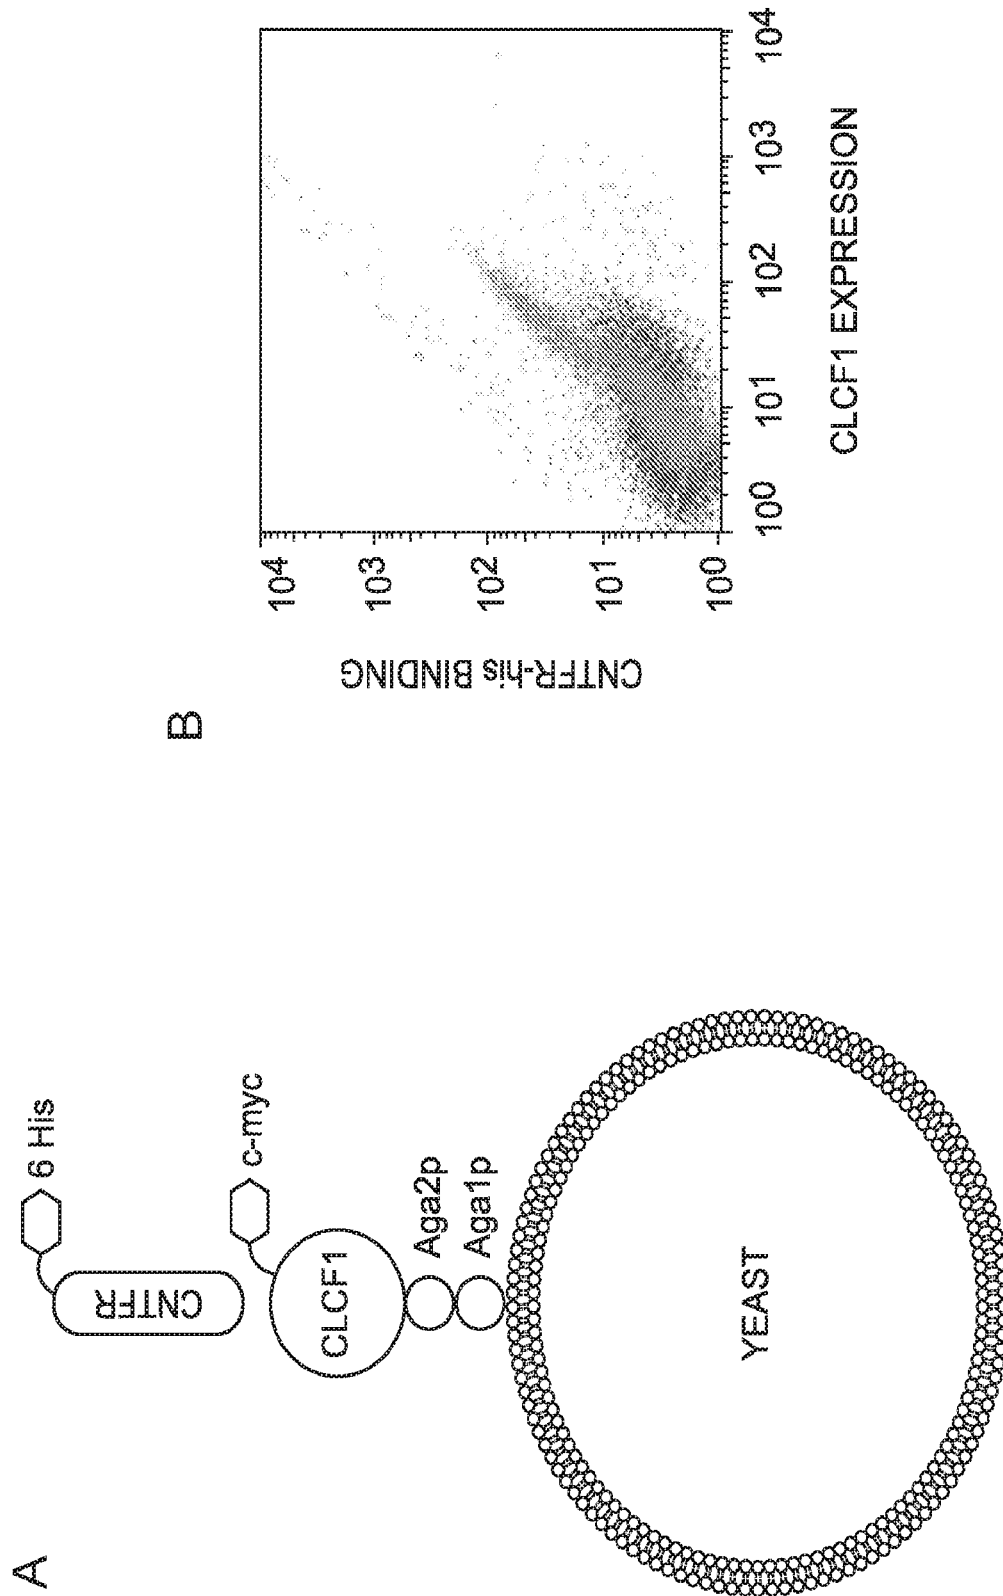 A
6 His
CNTFR
c-myc
CLCF1
Aga2p
Aga1p
YEAST
B
CNTFR-his BINDING
10⁴
10³
10²
10¹
10⁰
10⁰ 10¹ 10² 10³ 10⁴
CLCF1 EXPRESSION